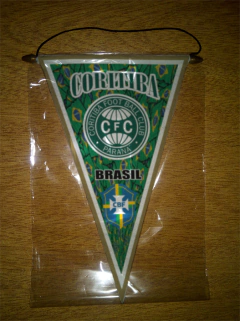 CORITIBA
CORITIBA FOOT BALL CLUB
CFC
PARANÁ
BRASIL
CBF